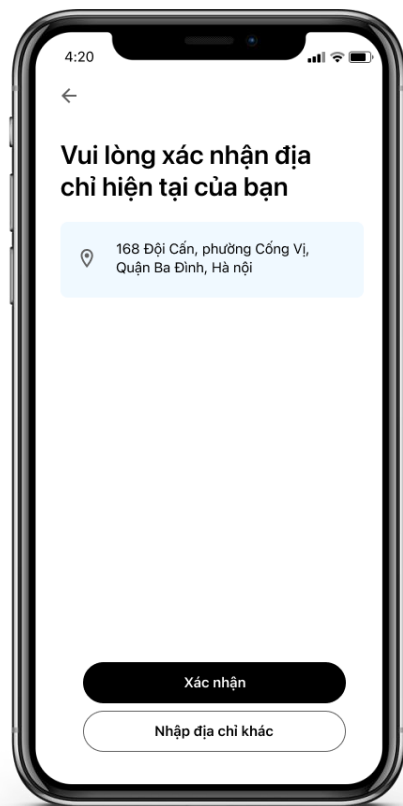 4:20
Vui lòng xác nhận địa
chỉ hiện tại của bạn
168 Đội Cấn, phường Cống Vị,
Quận Ba Đình, Hà nội
Xác nhận
Nhập địa chỉ khác